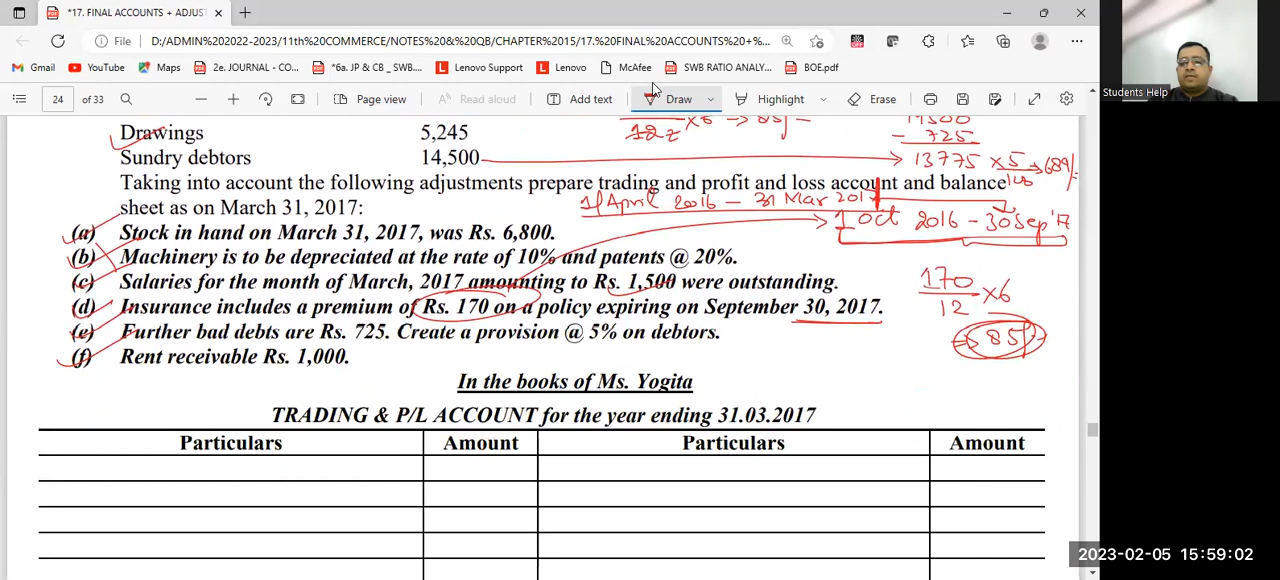 *17. FINAL ACCOUNTS + ADJUST
File D:/ADMIN%202022-2023/11th%20COMMERCE/NOTES%20&%20QB/CHAPTER%2015/17.%20FINAL%20ACCOUNTS%20+%...
Gmail YouTube Maps 2e. JOURNAL - CO... *6a. JP & CB _ SWB.... Lenovo Support Lenovo McAfee SWB RATIO ANALY... BOE.pdf
24 of 33 Page view Read aloud Add text Draw Highlight Erase
Students Help
12 x6 → 85/-
Drawings 5,245 - 725
Sundry debtors 14,500 → 13775 x 5 → 689/-
100
Taking into account the following adjustments prepare trading and profit and loss account and balance
1 April 2016 - 31 Mar 2017
sheet as on March 31, 2017:
1 Oct 2016 - 30 Sep '17
(a) Stock in hand on March 31, 2017, was Rs. 6,800.
(b) Machinery is to be depreciated at the rate of 10% and patents @ 20%.
(c) Salaries for the month of March, 2017 amounting to Rs. 1,500 were outstanding.
170
12 x6
(d) Insurance includes a premium of Rs. 170 on a policy expiring on September 30, 2017.
(e) Further bad debts are Rs. 725. Create a provision @ 5% on debtors.
→ 85/-
(f) Rent receivable Rs. 1,000.
In the books of Ms. Yogita
TRADING & P/L ACCOUNT for the year ending 31.03.2017
Particulars Amount Particulars Amount
2023-02-05 15:59:02